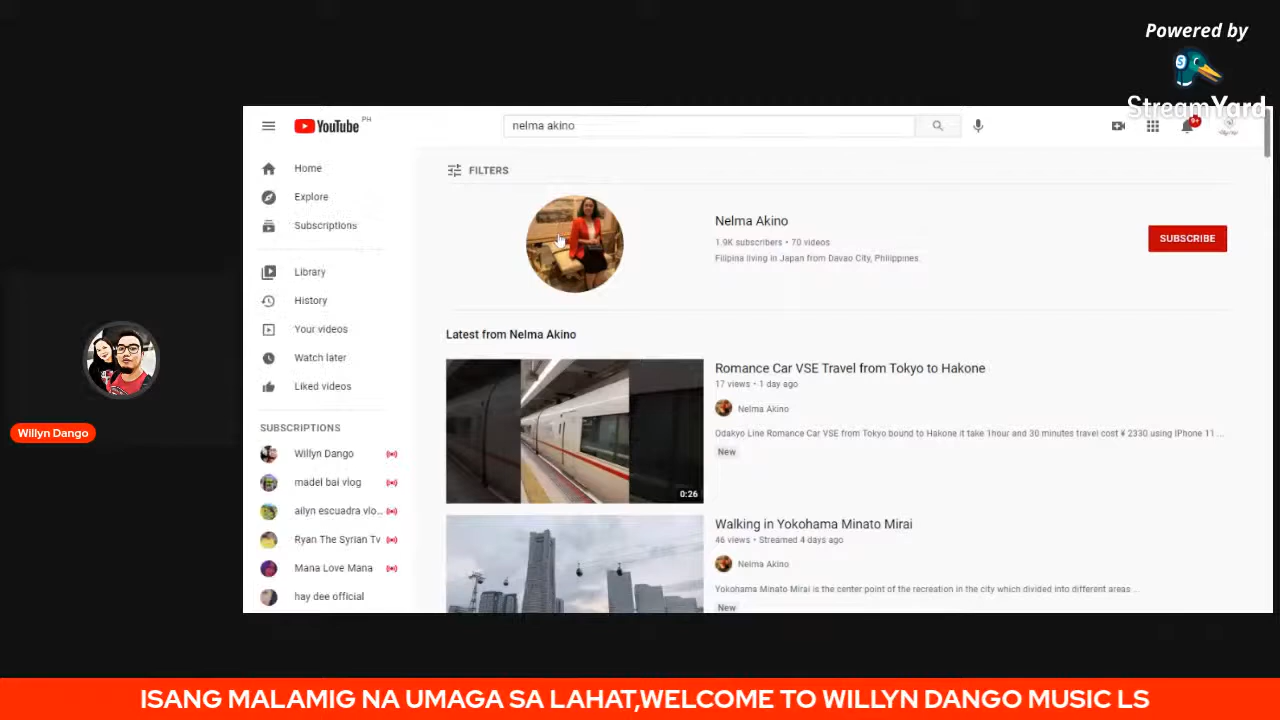 Powered by
StreamYard
YouTube PH
nelma akino
9+
Home
Explore
Subscriptions
Library
History
Your videos
Watch later
Liked videos
SUBSCRIPTIONS
Willyn Dango
madel bai vlog
ailyn escuadra vlo...
Ryan The Syrian Tv
Mana Love Mana
hay dee official
FILTERS
Nelma Akino
1.9K subscribers • 70 videos
Filipina living in Japan from Davao City, Philippines.
SUBSCRIBE
Latest from Nelma Akino
0:26
Romance Car VSE Travel from Tokyo to Hakone
17 views • 1 day ago
Nelma Akino
Odakyo Line Romance Car VSE from Tokyo bound to Hakone it take 1hour and 30 minutes travel cost ¥ 2330 using IPhone 11 ...
New
Walking in Yokohama Minato Mirai
46 views • Streamed 4 days ago
Nelma Akino
Yokohama Minato Mirai is the center point of the recreation in the city which divided into different areas ...
New
Willyn Dango
ISANG MALAMIG NA UMAGA SA LAHAT,WELCOME TO WILLYN DANGO MUSIC LS